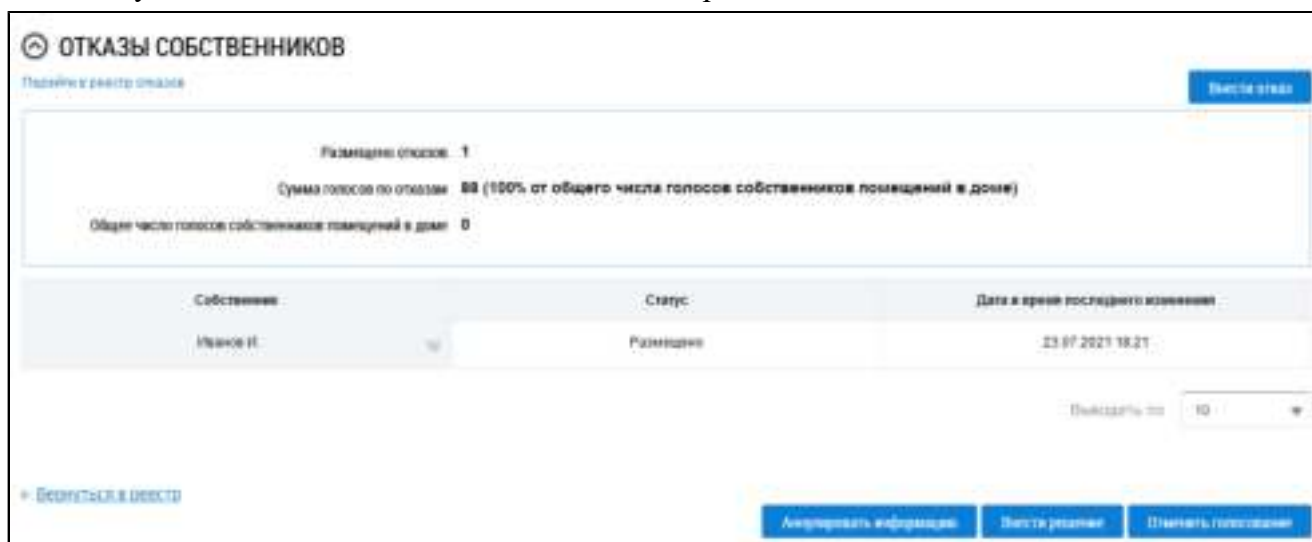 ОТКАЗЫ СОБСТВЕННИКОВ
Перейти в реестр отказов
Внести отказ
Размещено отказов 1
Сумма голосов по отказам 88 (100% от общего числа голосов собственников помещений в доме)
Общее число голосов собственников помещений в доме 0
Собственник Статус Дата и время последнего изменения
Иванов И. Размещено 23.07.2021 18:21
Выводить по 10
Вернуться в реестр
Аннулировать информацию Внести решение Отменить голосование